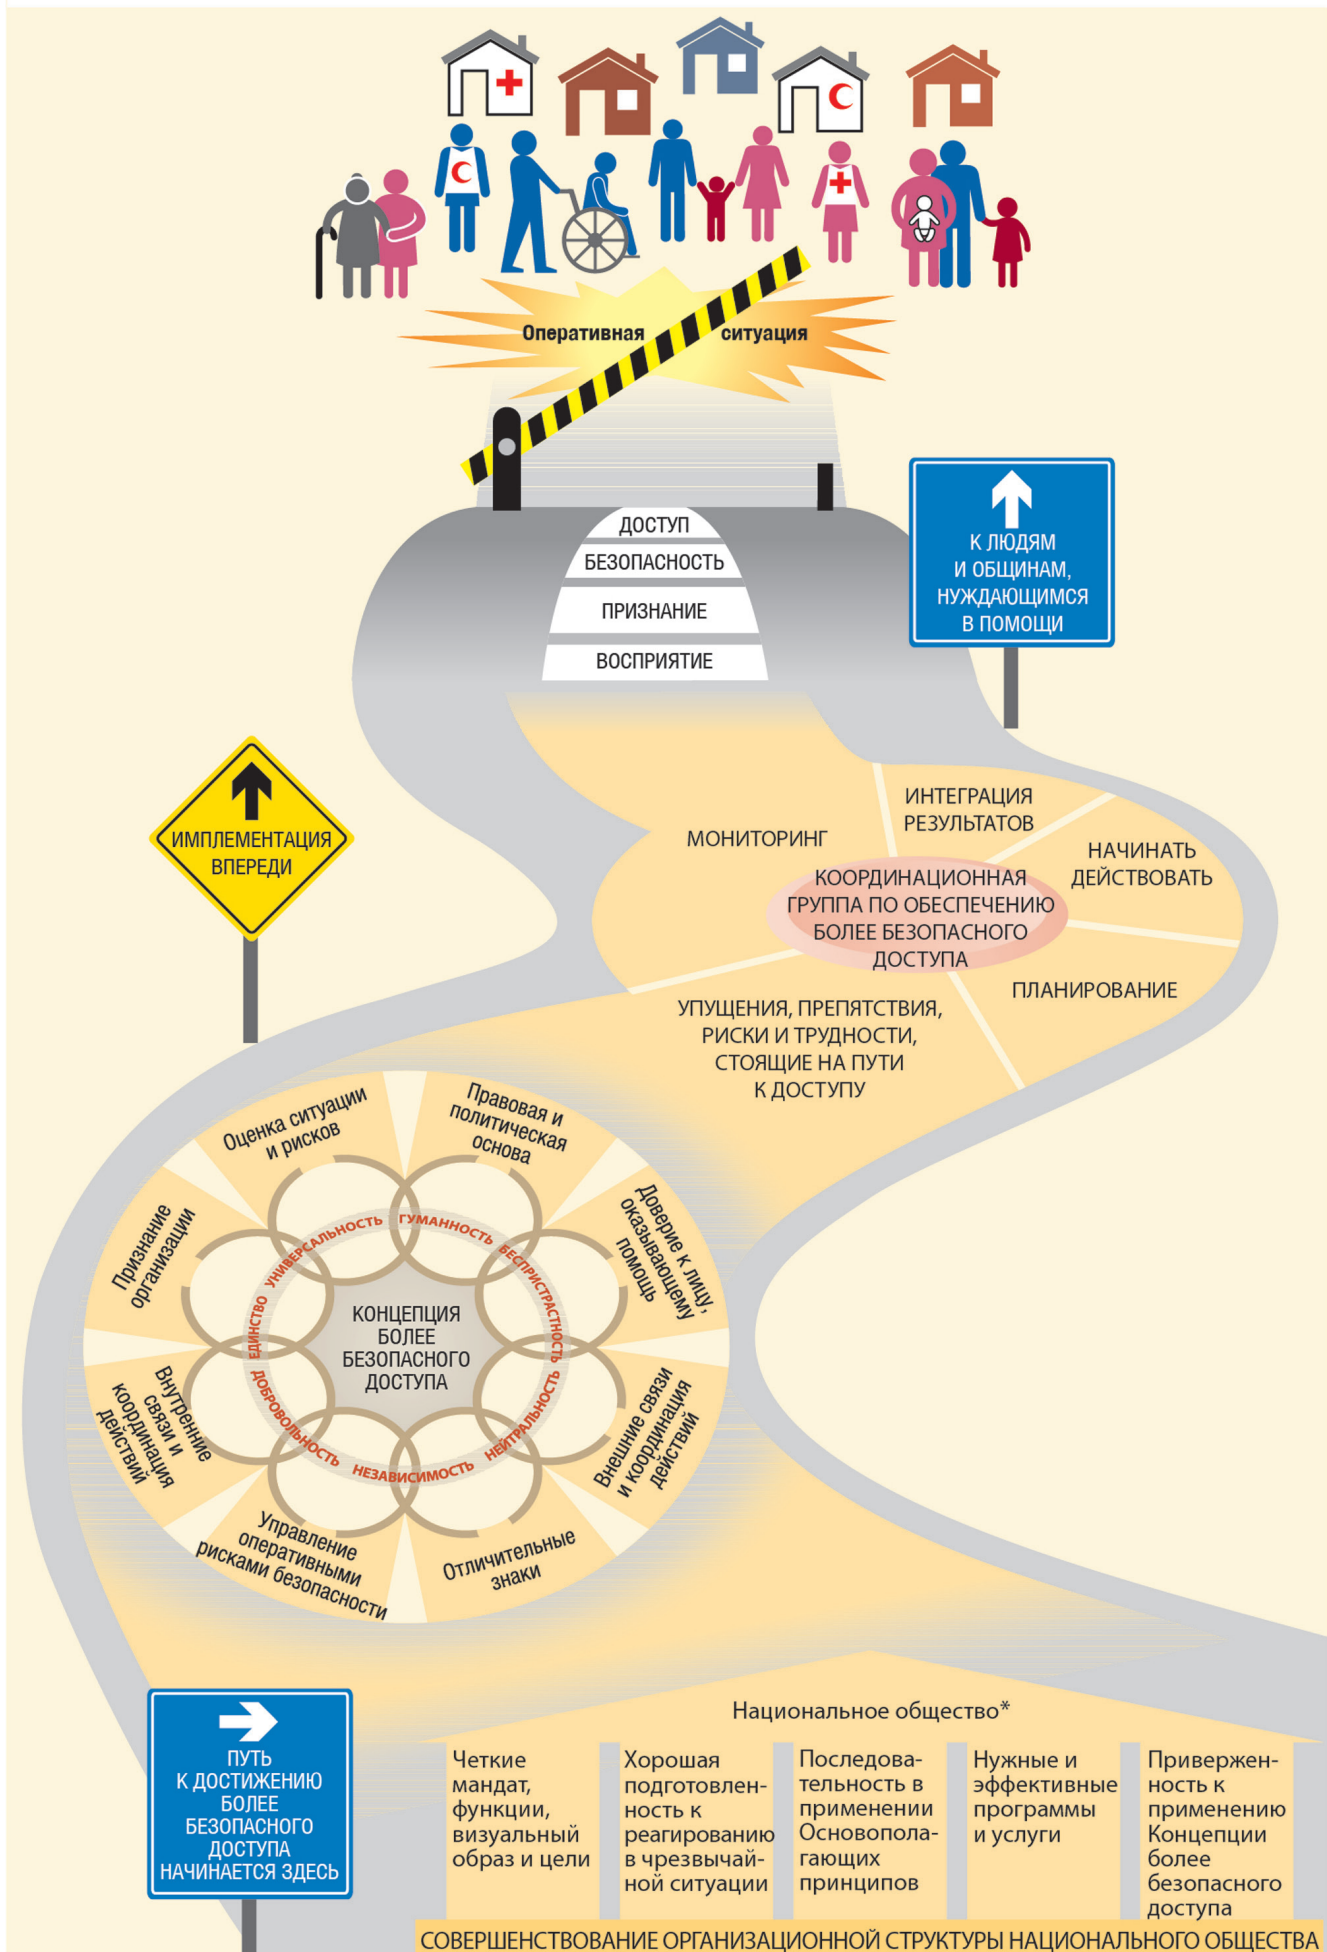 Оперативная ситуация
ДОСТУП
БЕЗОПАСНОСТЬ
ПРИЗНАНИЕ
ВОСПРИЯТИЕ
К ЛЮДЯМ
И ОБЩИНАМ,
НУЖДАЮЩИМСЯ
В ПОМОЩИ
ИМПЛЕМЕНТАЦИЯ
ВПЕРЕДИ
МОНИТОРИНГ
ИНТЕГРАЦИЯ
РЕЗУЛЬТАТОВ
НАЧИНАТЬ
ДЕЙСТВОВАТЬ
КООРДИНАЦИОННАЯ
ГРУППА ПО ОБЕСПЕЧЕНИЮ
БОЛЕЕ БЕЗОПАСНОГО
ДОСТУПА
ПЛАНИРОВАНИЕ
УПУЩЕНИЯ, ПРЕПЯТСТВИЯ,
РИСКИ И ТРУДНОСТИ,
СТОЯЩИЕ НА ПУТИ
К ДОСТУПУ
Оценка ситуации
и рисков
Правовая и
политическая
основа
Доверие к лицу,
оказывающему
помощь
Внешние связи
и координация
действий
Отличительные
знаки
Управление
оперативными
рисками безопасности
Внутренние
связи и
координация
действий
Признание
организации
ГУМАННОСТЬ
БЕСПРИСТРАСТНОСТЬ
НЕЙТРАЛЬНОСТЬ
НЕЗАВИСИМОСТЬ
ДОБРОВОЛЬНОСТЬ
ЕДИНСТВО
УНИВЕРСАЛЬНОСТЬ
КОНЦЕПЦИЯ
БОЛЕЕ
БЕЗОПАСНОГО
ДОСТУПА
ПУТЬ
К ДОСТИЖЕНИЮ
БОЛЕЕ
БЕЗОПАСНОГО
ДОСТУПА
НАЧИНАЕТСЯ ЗДЕСЬ
Национальное общество*
Четкие
мандат,
функции,
визуальный
образ и цели
Хорошая
подготовлен-
ность к
реагированию
в чрезвычай-
ной ситуации
Последова-
тельность в
применении
Основопола-
гающих
принципов
Нужные и
эффективные
программы
и услуги
Привержен-
ность к
применению
Концепции
более
безопасного
доступа
СОВЕРШЕНСТВОВАНИЕ ОРГАНИЗАЦИОННОЙ СТРУКТУРЫ НАЦИОНАЛЬНОГО ОБЩЕСТВА